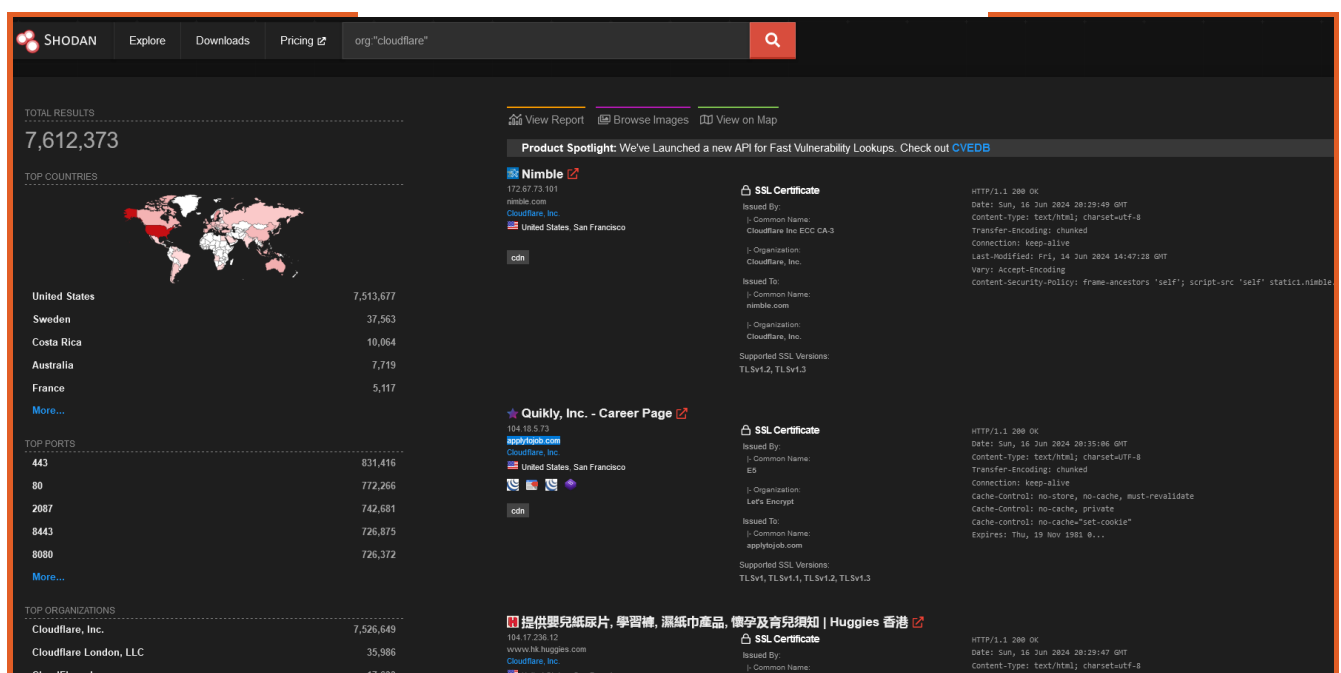 SHODAN
Explore
Downloads
Pricing
org:"cloudflare"
TOTAL RESULTS
7,612,373
TOP COUNTRIES
United States 7,513,677
Sweden 37,563
Costa Rica 10,064
Australia 7,719
France 5,117
More...
TOP PORTS
443 831,416
80 772,266
2087 742,681
8443 726,875
8080 726,372
More...
TOP ORGANIZATIONS
Cloudflare, Inc. 7,526,649
Cloudflare London, LLC 35,986
View Report
Browse Images
View on Map
Product Spotlight: We've Launched a new API for Fast Vulnerability Lookups. Check out CVEDB
Nimble
172.67.73.101
nimble.com
Cloudflare, Inc.
United States, San Francisco
cdn
SSL Certificate
Issued By:
|- Common Name:
Cloudflare Inc ECC CA-3
|- Organization:
Cloudflare, Inc.
Issued To:
|- Common Name:
nimble.com
|- Organization:
Cloudflare, Inc.
Supported SSL Versions:
TLSv1.2, TLSv1.3
HTTP/1.1 200 OK
Date: Sun, 16 Jun 2024 20:29:49 GMT
Content-Type: text/html; charset=utf-8
Transfer-Encoding: chunked
Connection: keep-alive
Last-Modified: Fri, 14 Jun 2024 14:47:28 GMT
Vary: Accept-Encoding
Content-Security-Policy: frame-ancestors 'self'; script-src 'self' static1.nimble.
Quikly, Inc. - Career Page
104.18.5.73
applytojob.com
Cloudflare, Inc.
United States, San Francisco
cdn
SSL Certificate
Issued By:
|- Common Name:
E5
|- Organization:
Let's Encrypt
Issued To:
|- Common Name:
applytojob.com
Supported SSL Versions:
TLSv1, TLSv1.1, TLSv1.2, TLSv1.3
HTTP/1.1 200 OK
Date: Sun, 16 Jun 2024 20:35:06 GMT
Content-Type: text/html; charset=UTF-8
Transfer-Encoding: chunked
Connection: keep-alive
Cache-Control: no-store, no-cache, must-revalidate
Cache-Control: no-cache, private
Cache-control: no-cache="set-cookie"
Expires: Thu, 19 Nov 1981 0...
提供嬰兒紙尿片, 學習褲, 濕紙巾產品, 懷孕及育兒須知 | Huggies 香港
104.17.236.12
www.hk.huggies.com
Cloudflare, Inc.
SSL Certificate
Issued By:
|- Common Name:
HTTP/1.1 200 OK
Date: Sun, 16 Jun 2024 20:29:47 GMT
Content-Type: text/html; charset=utf-8